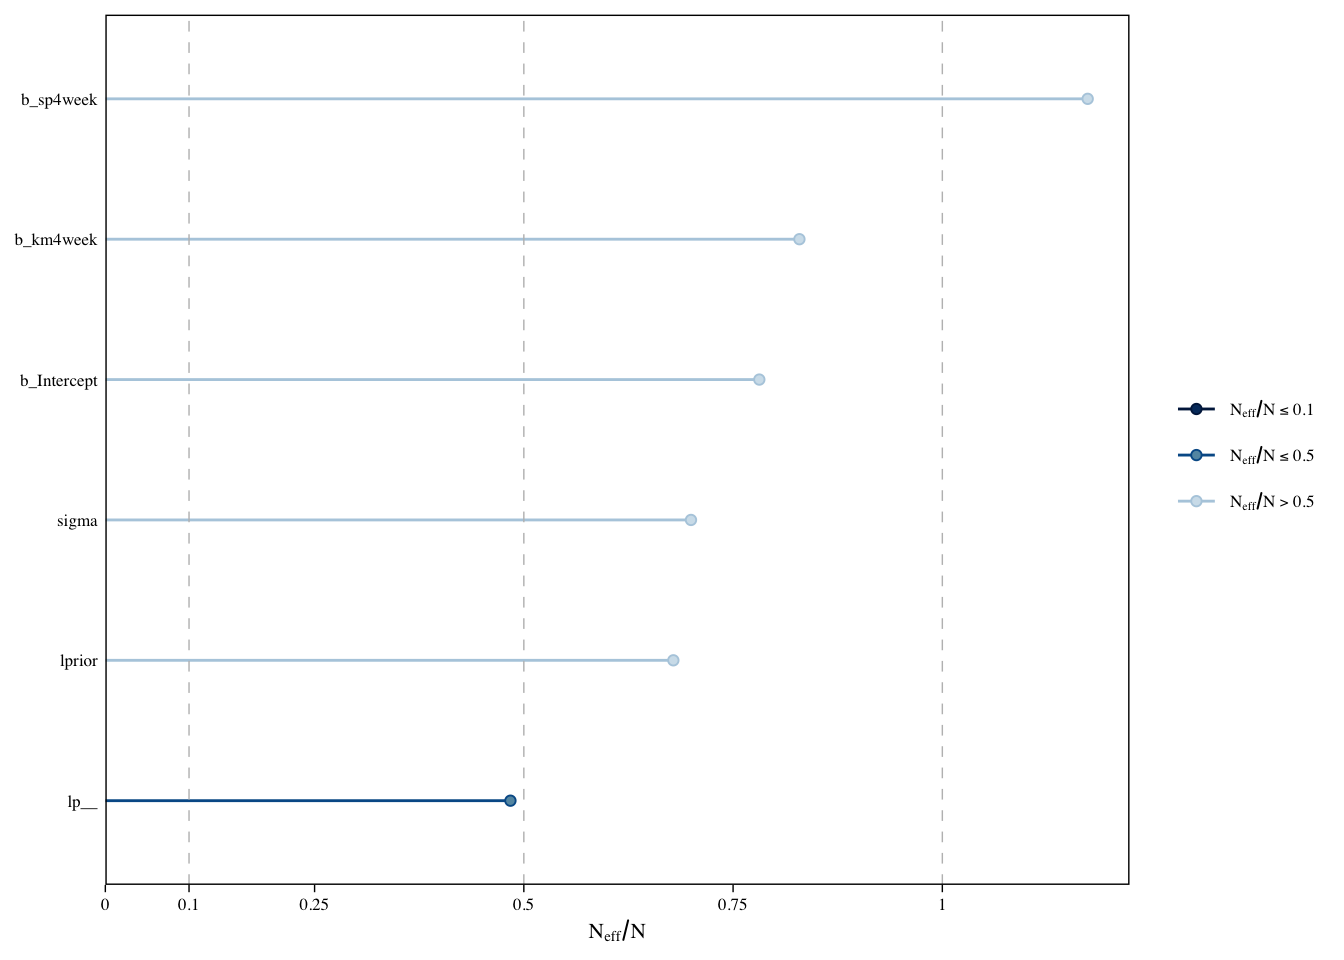 b_sp4week
b_km4week
b_Intercept
sigma
lprior
lp__
0 0.1 0.25 0.5 0.75 1
Neff/N
Neff/N ≤ 0.1
Neff/N ≤ 0.5
Neff/N > 0.5